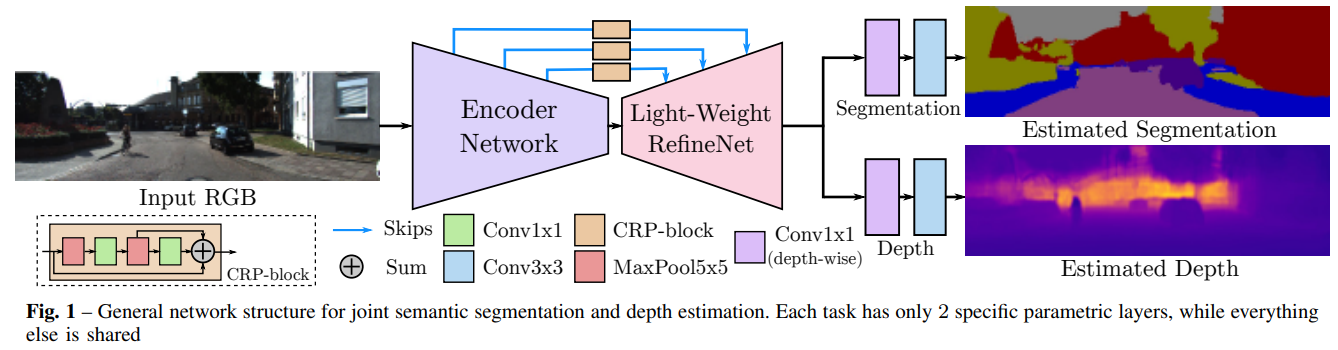 Encoder
Network
Light-Weight
RefineNet
Segmentation
Estimated Segmentation
Input RGB
Depth
Estimated Depth
CRP-block
Skips
Sum
Conv1x1
Conv3x3
CRP-block
MaxPool5x5
Conv1x1
(depth-wise)
Fig. 1 – General network structure for joint semantic segmentation and depth estimation. Each task has only 2 specific parametric layers, while everything
else is shared